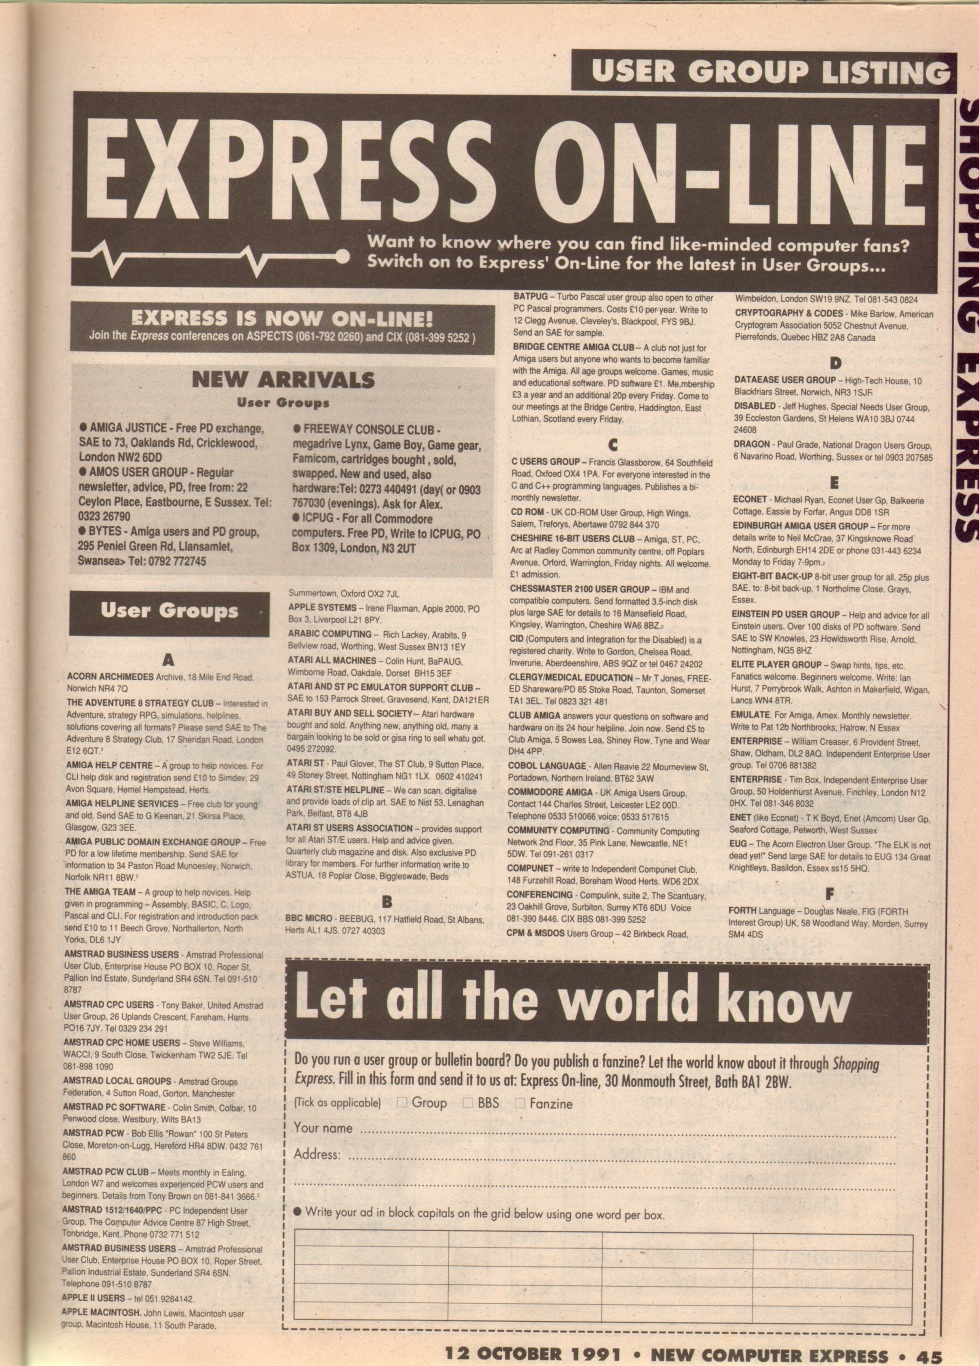 USER GROUP LISTING
SHOPPING EXPRESS
EXPRESS ON-LINE
Want to know where you can find like-minded computer fans?
Switch on to Express' On-Line for the latest in User Groups...
EXPRESS IS NOW ON-LINE!
Join the Express conferences on ASPECTS (061-792 0260) and CiX (081-399 5252 )
NEW ARRIVALS
User Groups
● AMIGA JUSTICE - Free PD exchange,
SAE to 73, Oaklands Rd, Cricklewood,
London NW2 6DD
● AMOS USER GROUP - Regular
newsletter, advice, PD, free from: 22
Ceylon Place, Eastbourne, E Sussex. Tel:
0323 26790
● BYTES - Amiga users and PD group,
295 Peniel Green Rd, Llansamlet,
Swansea> Tel: 0792 772745
● FREEWAY CONSOLE CLUB -
megadrive Lynx, Game Boy, Game gear,
Famicom, cartridges bought , sold,
swapped. New and used, also
hardware:Tel: 0273 440491 (day( or 0903
767030 (evenings). Ask for Alex.
● ICPUG - For all Commodore
computers. Free PD, Write to ICPUG, PO
Box 1309, London, N3 2UT
User Groups
A
ACORN ARCHIMEDES Archive, 18 Mile End Road,
Norwich NR4 7Q
THE ADVENTURE 8 STRATEGY CLUB – Interested in
Adventure, strategy RPG, simulations, helplines,
solutions covering all formats? Please send SAE to The
Adventure 8 Strategy Club, 17 Sheridan Road, London
E12 6QT.²
AMIGA HELP CENTRE – A group to help novices. For
CLI help disk and registration send £10 to Simdev, 29
Avon Square, Hemel Hempstead, Herts.
AMIGA HELPLINE SERVICES – Free club for young
and old. Send SAE to G Keenan, 21 Skirsa Place,
Glasgow, G23 3EE.
AMIGA PUBLIC DOMAIN EXCHANGE GROUP – Free
PD for a low lifetime membership. Send SAE for
information to 34 Paston Road Munoesley, Norwich,
Norfolk NR11 8BW.²
THE AMIGA TEAM – A group to help novices. Help
given in programming – Assembly, BASIC, C, Logo,
Pascal and CLI. For registration and introduction pack
send £10 to 11 Beech Grove, Northallerton, North
Yorks, DL6 1JY
AMSTRAD BUSINESS USERS - Amstrad Professional
User Club, Enterprise House PO BOX 10, Roper St,
Pallion Ind Estate, Sunderland SR4 6SN. Tel 091-510
8787
AMSTRAD CPC USERS - Tony Baker, United Amstrad
User Group, 26 Uplands Crescent, Fareham, Hants
PO16 7JY. Tel 0329 234 291
AMSTRAD CPC HOME USERS – Steve Williams,
WACCI, 9 South Close, Twickenham TW2 5JE. Tel
081-898 1090
AMSTRAD LOCAL GROUPS - Amstrad Groups
Federation, 4 Sutton Road, Gorton, Manchester
AMSTRAD PC SOFTWARE - Colin Smith, Colbar, 10
Penwood close, Westbury, Wilts BA13
AMSTRAD PCW - Bob Ellis "Rowan" 100 St Peters
Close, Moreton-on-Lugg, Hereford HR4 8DW. 0432 761
860
AMSTRAD PCW CLUB – Meets monthly in Ealing,
London W7 and welcomes experienced PCW users and
beginners. Details from Tony Brown on 081-841 3666.²
AMSTRAD 1512/1640/PPC - PC Independent User
Group, The Computer Advice Centre 87 High Street,
Tonbridge, Kent. Phone 0732 771 512
AMSTRAD BUSINESS USERS – Amstrad Professional
User Club, Enterprise House PO BOX 10, Roper Street,
Pallion Industrial Estate, Sunderland SR4 6SN.
Telephone 091-510 8787
APPLE II USERS – tel 051 9284142.
APPLE MACINTOSH. John Lewis, Macintosh user
group, Macintosh House, 11 South Parade,
Summertown, Oxford OX2 7JL
APPLE SYSTEMS – Irene Flaxman, Apple 2000, PO
Box 3, Liverpool L21 8PY.
ARABIC COMPUTING – Rich Lackey, Arabits, 9
Bellview road, Worthing, West Sussex BN13 1EY
ATARI ALL MACHINES – Colin Hunt, BaPAUG,
Wimborne Road, Oakdale, Dorset BH15 3EF
ATARI AND ST PC EMULATOR SUPPORT CLUB –
SAE to 153 Parrock Street, Gravesend, Kent, DA121ER
ATARI BUY AND SELL SOCIETY – Atari hardware
bought and sold. Anything new, anything old, many a
bargain looking to be sold or gisa ring to sell whatu got.
0495 272092.
ATARI ST - Paul Glover, The ST Club, 9 Sutton Place,
49 Stoney Street, Nottingham NG1 1LX. 0602 410241
ATARI ST/STE HELPLINE – We can scan, digitalise
and provide loads of clip art. SAE to Nist 53, Lenaghan
Park, Belfast, BT8 4JB
ATARI ST USERS ASSOCIATION – provides support
for all Atari ST/E users. Help and advice given.
Quarterly club magazine and disk. Also exclusive PD
library for members. For further information write to
ASTUA, 18 Poplar Close, Biggleswade, Beds
B
BBC MICRO - BEEBUG, 117 Hatfield Road, St Albans,
Herts AL1 4JS. 0727 40303
BATPUG – Turbo Pascal user group also open to other
PC Pascal programmers. Costs £10 per year. Write to
12 Clegg Avenue, Cleveley's, Blackpool, FYS 9BJ.
Send an SAE for sample.
BRIDGE CENTRE AMIGA CLUB – A club not just for
Amiga users but anyone who wants to become familiar
with the Amiga. All age groups welcome. Games, music
and educational software. PD software £1. Me,mbership
£3 a year and an additional 20p every Friday. Come to
our meetings at the Bridge Centre, Haddington, East
Lothian, Scotland every Friday.
C
C USERS GROUP – Francis Glassborow, 64 Southfield
Road, Oxfoed OX4 1PA. For everyone interested in the
C and C++ programming languages. Publishes a bi-
monthly newsletter.
CD ROM - UK CD-ROM User Group, High Wings,
Salem, Treforys, Abertawe 0792 844 370
CHESHIRE 16-BIT USERS CLUB – Amiga, ST, PC,
Arc at Radley Common community centre, off Poplars
Avenue, Orford, Warrington, Friday nights. All welcome.
£1 admission.
CHESSMASTER 2100 USER GROUP – IBM and
compatible computers. Send formatted 3.5-inch disk
plus large SAE for details to 16 Mansefield Road,
Kingsley, Warrington, Cheshire WA6 8BZ.
CID (Computers and Integration for the Disabled) is a
registered charity. Write to Gordon, Chelsea Road,
Inverurie, Aberdeenshire, ABS 9QZ or tel 0467 24202
CLERGY/MEDICAL EDUCATION – Mr T Jones, FREE-
ED Shareware/PD 85 Stoke Road, Taunton, Somerset
TA1 3EL. Tel 0823 321 481
CLUB AMIGA answers your questions on software and
hardware on its 24 hour helpline. Join now. Send £5 to
Club Amiga, 5 Bowes Lea, Shiney Row, Tyne and Wear
DH4 4PP.
COBOL LANGUAGE – Allen Reavie 22 Mourneview St,
Portadown, Northern Ireland. BT62 3AW
COMMODORE AMIGA - UK Amiga Users Group.
Contact 144 Charles Street, Leicester LE2 00D.
Telephone 0533 510066 voice; 0533 517615
COMMUNITY COMPUTING - Community Computing
Network 2nd Floor, 35 Pink Lane, Newcastle, NE1
5DW. Tel 091-261 0317
COMPUNET – write to Independent Compunet Club,
148 Furzehill Road, Boreham Wood Herts. WD6 2DX
CONFERENCING - Compulink, suite 2, The Scantuary,
23 Oakhill Grove, Surbiton, Surrey KT6 6DU Voice
081-390 8446. CIX BBS 081-399 5252
CPM & MSDOS Users Group – 42 Birkbeck Road,
Wimbeldon, London SW19 9NZ. Tel 081-543 0824
CRYPTOGRAPHY & CODES - Mike Barlow, American
Cryptogram Association 5052 Chestnut Avenue,
Pierrefonds, Quebec HBZ 2A8 Canada
D
DATAEASE USER GROUP – High-Tech House, 10
Blackfriars Street, Norwich, NR3 1SJF
DISABLED - Jeff Hughes, Special Needs User Group,
39 Eccleston Gardens, St Helens WA10 3BJ 0744
24608
DRAGON - Paul Grade, National Dragon Users Group,
6 Navarino Road, Worthing, Sussex or tel 0903 207585
E
ECONET - Michael Ryan, Econet User Gp, Balkeerie
Cottage, Eassie by Forfar, Angus DD8 1SR
EDINBURGH AMIGA USER GROUP – For more
details write to Neil McCrae, 37 Kingsknowe Road
North, Edinburgh EH14 2DE or phone 031-443 6234
Monday to Friday 7-9pm.
EIGHT-BIT BACK-UP 8-bit user group for all. 25p plus
SAE. to: 8-bit back-up, 1 Northolme Close, Grays,
Essex.
EINSTEIN PD USER GROUP – Help and advice for all
Einstein users. Over 100 disks of PD software. Send
SAE to SW Knowles, 23 Howldsworth Rise, Arnold,
Nottingham, NG5 8HZ
ELITE PLAYER GROUP – Swap hints, tips, etc.
Fanatics welcome. Beginners welcome. Write: Ian
Hurst, 7 Perrybrook Walk, Ashton in Makerfield, Wigan,
Lancs WN4 8TR.
EMULATE. For Amiga, Amex. Monthly newsletter.
Write to Pat 12b Northbrooks, Halrow, N Essex
ENTERPRISE – William Creaser, 6 Provident Street,
Shaw, Oldham, DL2 8AQ. Independent Enterprise User
group. Tel 0706 881382
ENTERPRISE - Tim Box, Independent Enterprise User
Group, 50 Holdenhurst Avenue, Finchley, London N12
0HX. Tel 081-346 8032
ENET (like Econet) - T K Boyd, Enet (Amcom) User Gp,
Seaford Cottage, Petworth, West Sussex
EUG – The Acorn Electron User Group. "The ELK is not
dead yet!" Send large SAE for details to EUG 134 Great
Knightleys, Basildon, Essex ss15 5HQ.
F
FORTH Language – Douglas Neale, FIG (FORTH
Interest Group) UK, 58 Woodland Way, Morden, Surrey
SM4 4DS
Let all the world know
Do you run a user group or bulletin board? Do you publish a fanzine? Let the world know about it through Shopping
Express. Fill in this form and send it to us at: Express On-line, 30 Monmouth Street, Bath BA1 2BW.
(Tick as applicable) □ Group □ BBS □ Fanzine
Your name
Address:
● Write your ad in block capitals on the grid below using one word per box.
12 OCTOBER 1991 • NEW COMPUTER EXPRESS • 45